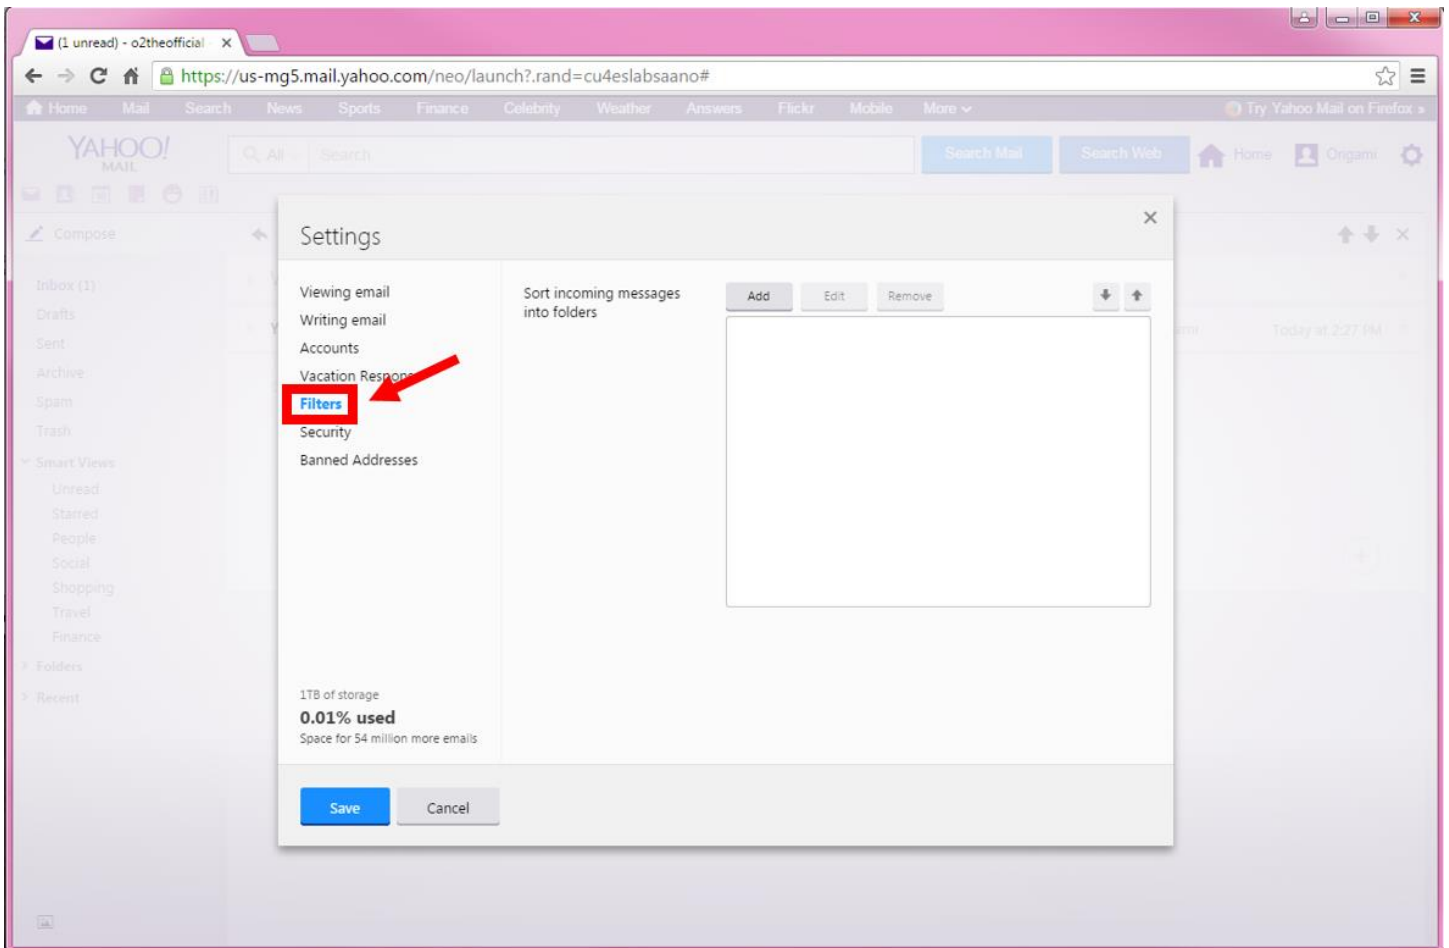 (1 unread) - o2theofficial
https://us-mg5.mail.yahoo.com/neo/launch?.rand=cu4eslabsaano#
Home Mail Search News Sports Finance Celebrity Weather Answers Flickr Mobile More Try Yahoo Mail on Firefox »
YAHOO!
MAIL
All Search Search Mail Search Web Home Origami
Compose
Settings
Inbox (1)
Drafts
Sent
Archive
Spam
Trash
Smart Views
Unread
Starred
People
Social
Shopping
Travel
Finance
Folders
Recent
Viewing email
Writing email
Accounts
Vacation Respon
Filters
Security
Banned Addresses
Sort incoming messages
into folders
Add Edit Remove
Today at 2:27 PM
1TB of storage
0.01% used
Space for 54 million more emails
Save Cancel